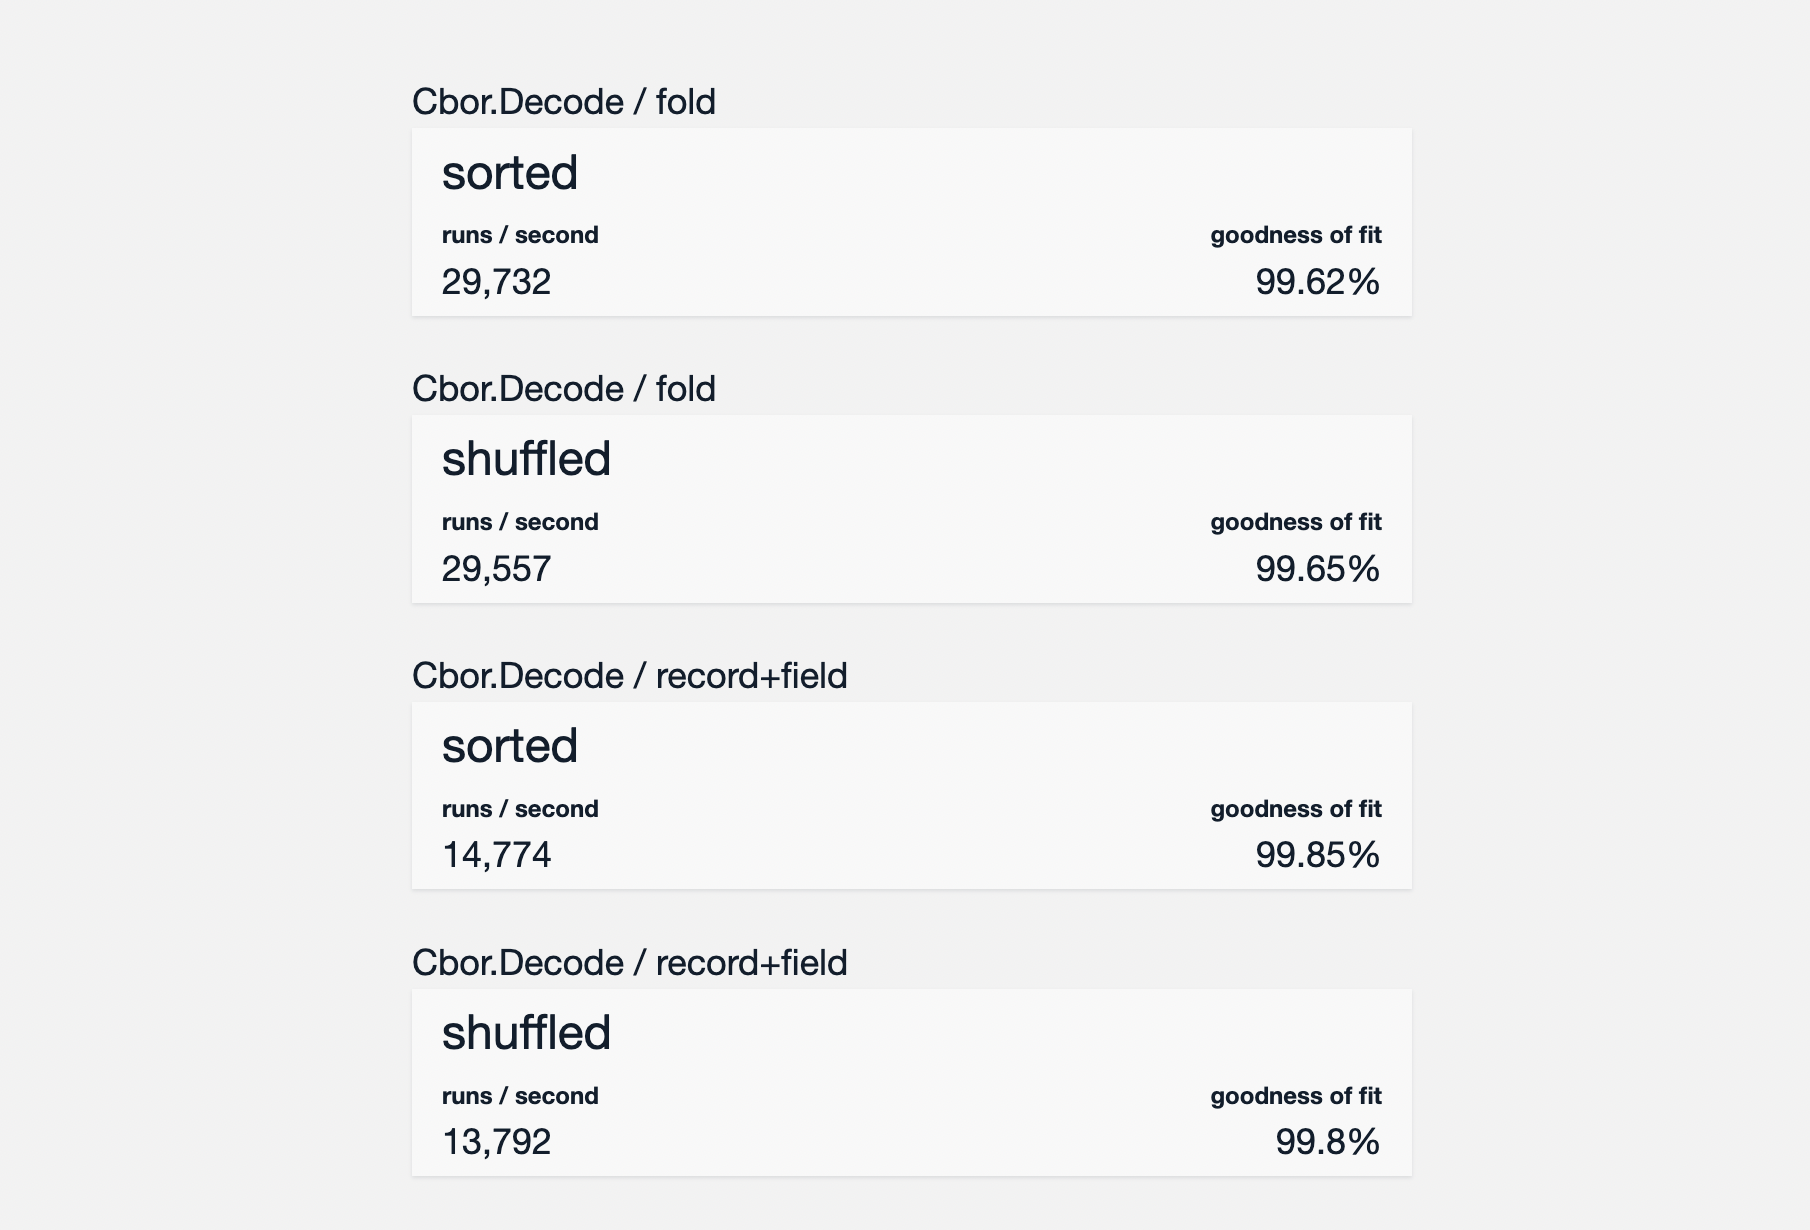 Cbor.Decode / fold
sorted
runs / second goodness of fit
29,732 99.62%
Cbor.Decode / fold
shuffled
runs / second goodness of fit
29,557 99.65%
Cbor.Decode / record+field
sorted
runs / second goodness of fit
14,774 99.85%
Cbor.Decode / record+field
shuffled
runs / second goodness of fit
13,792 99.8%